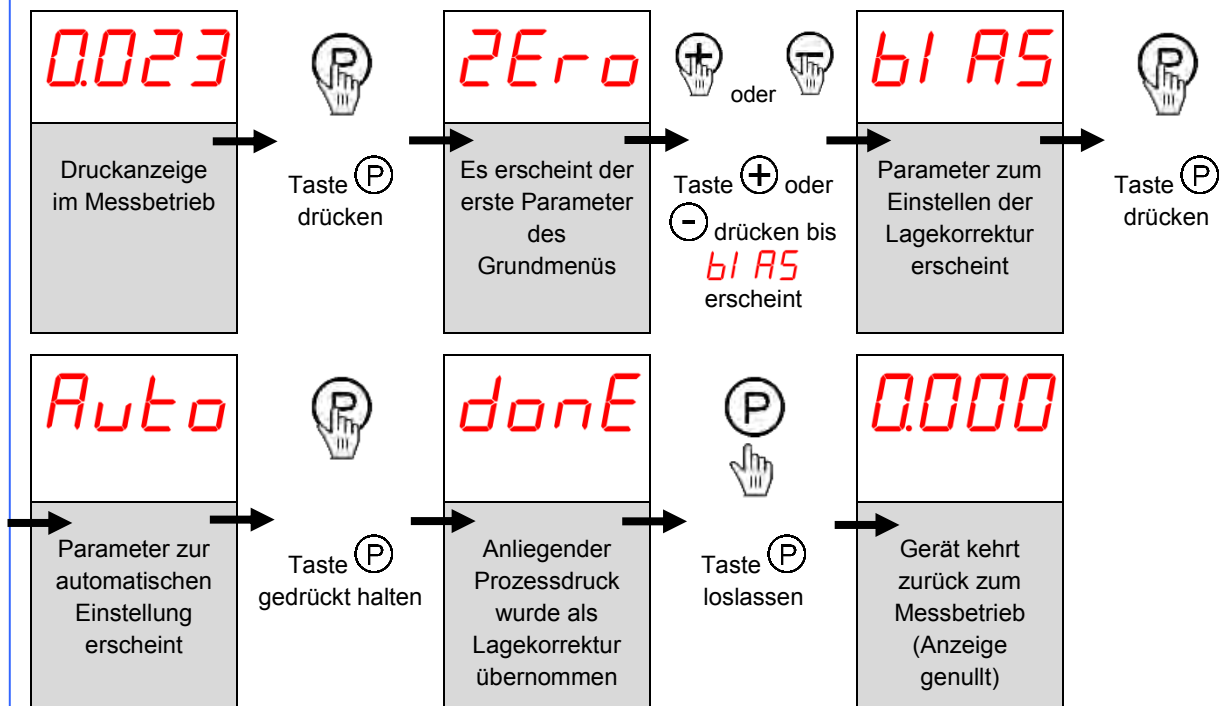 0.023
Druckanzeige
im Messbetrieb
P
Taste P
drücken
ZEro
Es erscheint der
erste Parameter
des
Grundmenüs
+ oder -
Taste + oder
- drücken bis
bIAS
erscheint
bIAS
Parameter zum
Einstellen der
Lagekorrektur
erscheint
P
Taste P
drücken
Auto
Parameter zur
automatischen
Einstellung
erscheint
P
Taste P
gedrückt halten
donE
Anliegender
Prozessdruck
wurde als
Lagekorrektur
übernommen
P
Taste P
loslassen
0.000
Gerät kehrt
zurück zum
Messbetrieb
(Anzeige
genullt)